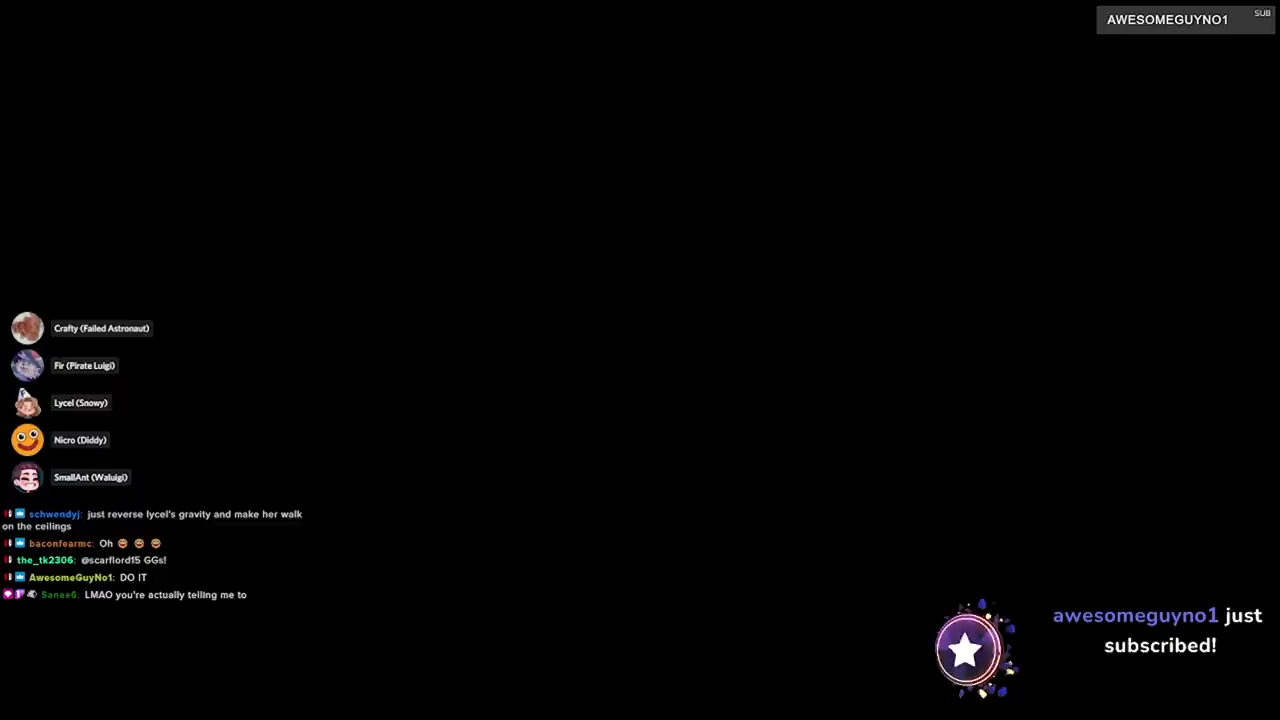 AWESOMEGUYNO1 SUB
Crafty (Failed Astronaut)
Fir (Pirate Luigi)
Lycel (Snowy)
Nicro (Diddy)
SmallAnt (Waluigi)
schwendyj: just reverse lycel's gravity and make her walk
on the ceilings
baconfearmc: Oh
the_tk2306: @scarflord15 GGs!
AwesomeGuyNo1: DO IT
Sanae6: LMAO you're actually telling me to
awesomeguyno1 just
subscribed!